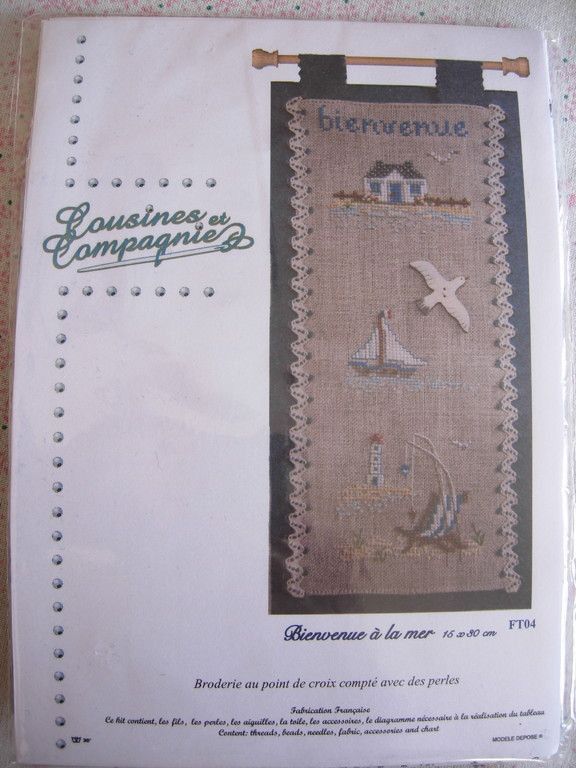 bienvenue
Cousines et
Compagnie
Bienvenue à la mer 15 x 30 cm FT04
Broderie au point de croix compté avec des perles
Fabrication Française
Ce kit contient, les fils, les perles, les aiguilles, la toile, les accessoires, le diagramme nécessaire à la réalisation du tableau
Content: threads, beads, needles, fabric, accessories and chart
30°
MODELE DEPOSE ®